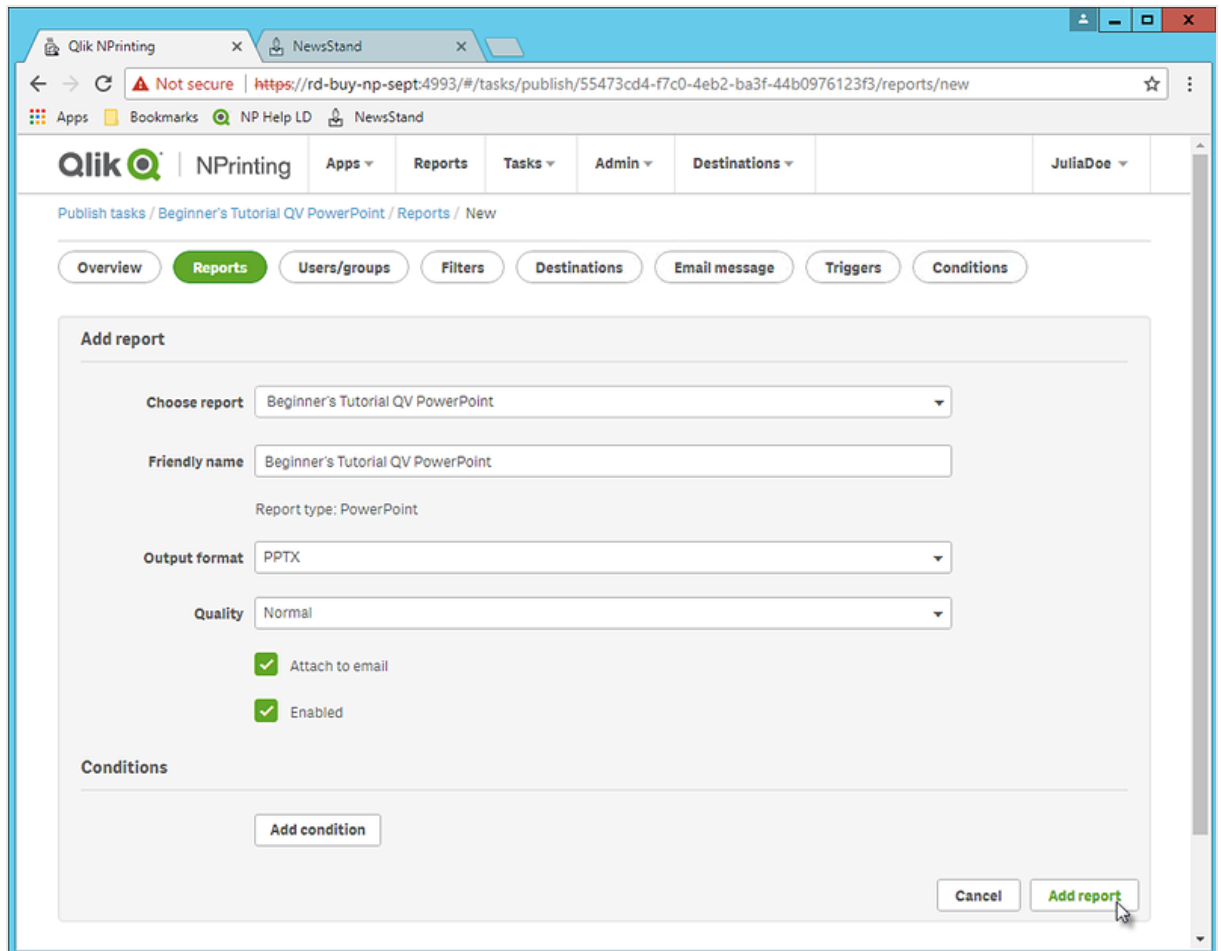 Qlik NPrinting
NewsStand
Not secure https://rd-buy-np-sept:4993/#/tasks/publish/55473cd4-f7c0-4eb2-ba3f-44b0976123f3/reports/new
Apps Bookmarks NP Help LD NewsStand
Qlik NPrinting Apps Reports Tasks Admin Destinations JuliaDoe
Publish tasks / Beginner's Tutorial QV PowerPoint / Reports / New
Overview Reports Users/groups Filters Destinations Email message Triggers Conditions
Add report
Choose report Beginner's Tutorial QV PowerPoint
Friendly name Beginner's Tutorial QV PowerPoint
Report type: PowerPoint
Output format PPTX
Quality Normal
Attach to email
Enabled
Conditions
Add condition
Cancel Add report